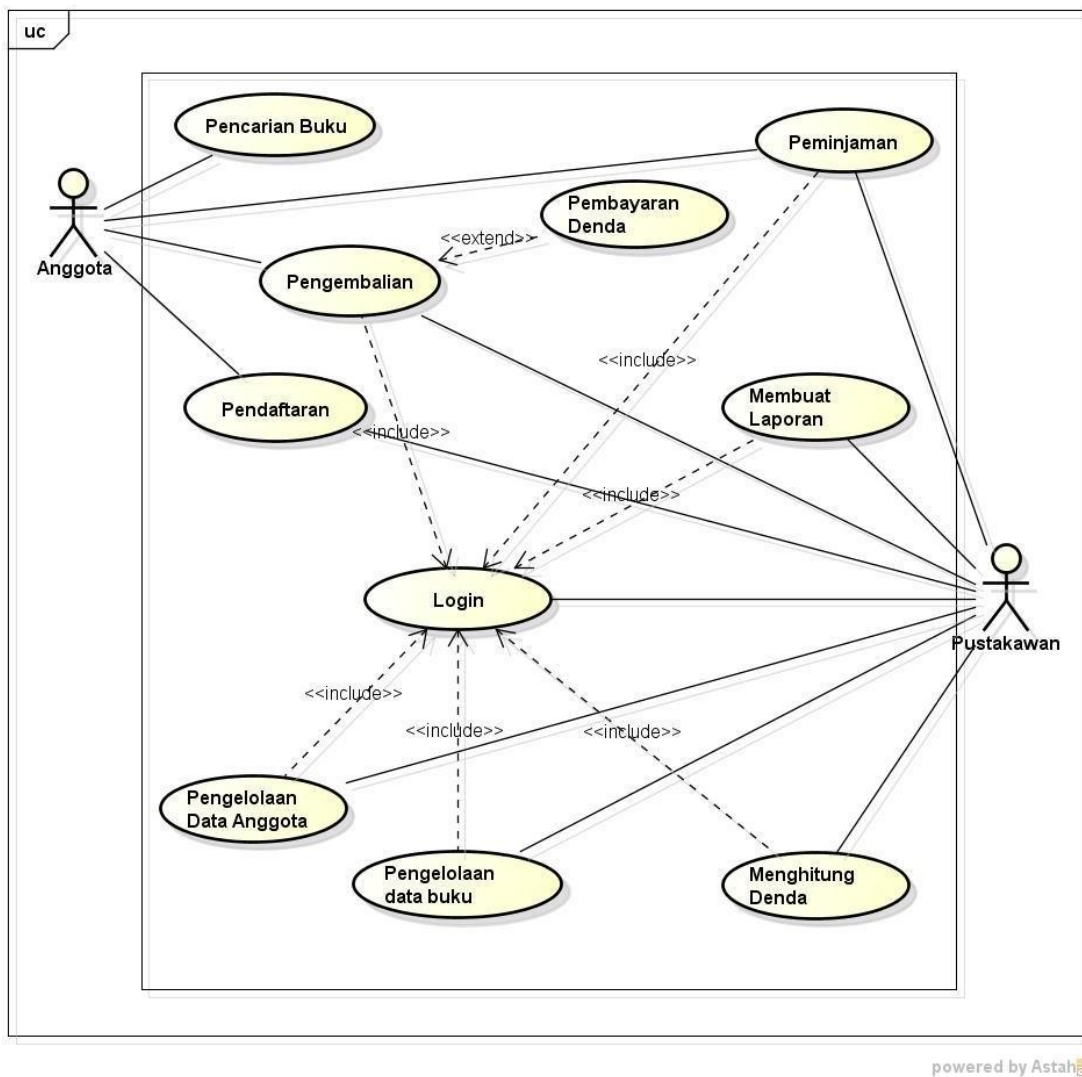 uc
Pencarian Buku
Peminjaman
Pembayaran
Denda
<<extend>>
Anggota
Pengembalian
<<include>>
Membuat
Laporan
Pendaftaran
<<include>>
<<include>>
Login
Pustakawan
<<include>>
<<include>>
<<include>>
Pengelolaan
Data Anggota
Pengelolaan
data buku
Menghitung
Denda
powered by Astah